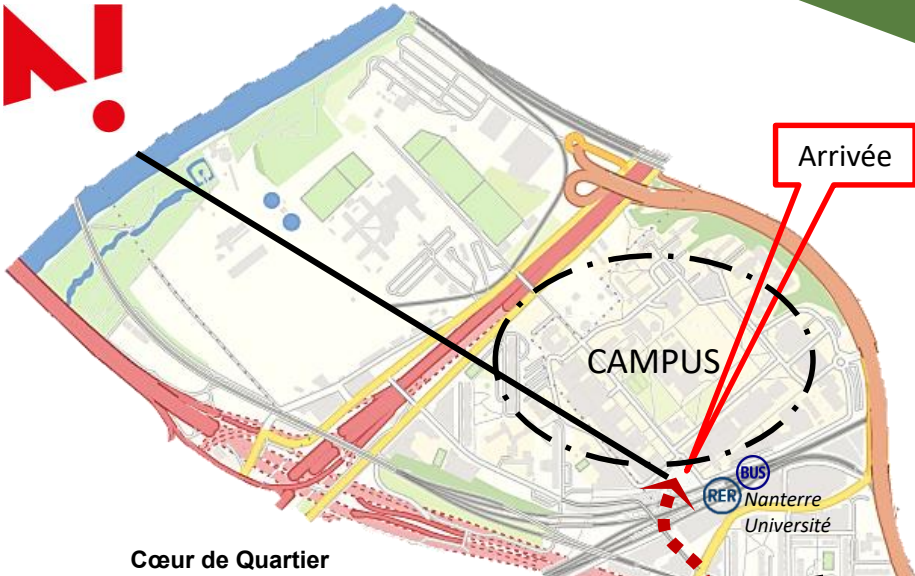 N!
Arrivée
CAMPUS
BUS
RER
Nanterre
Université
Cœur de Quartier